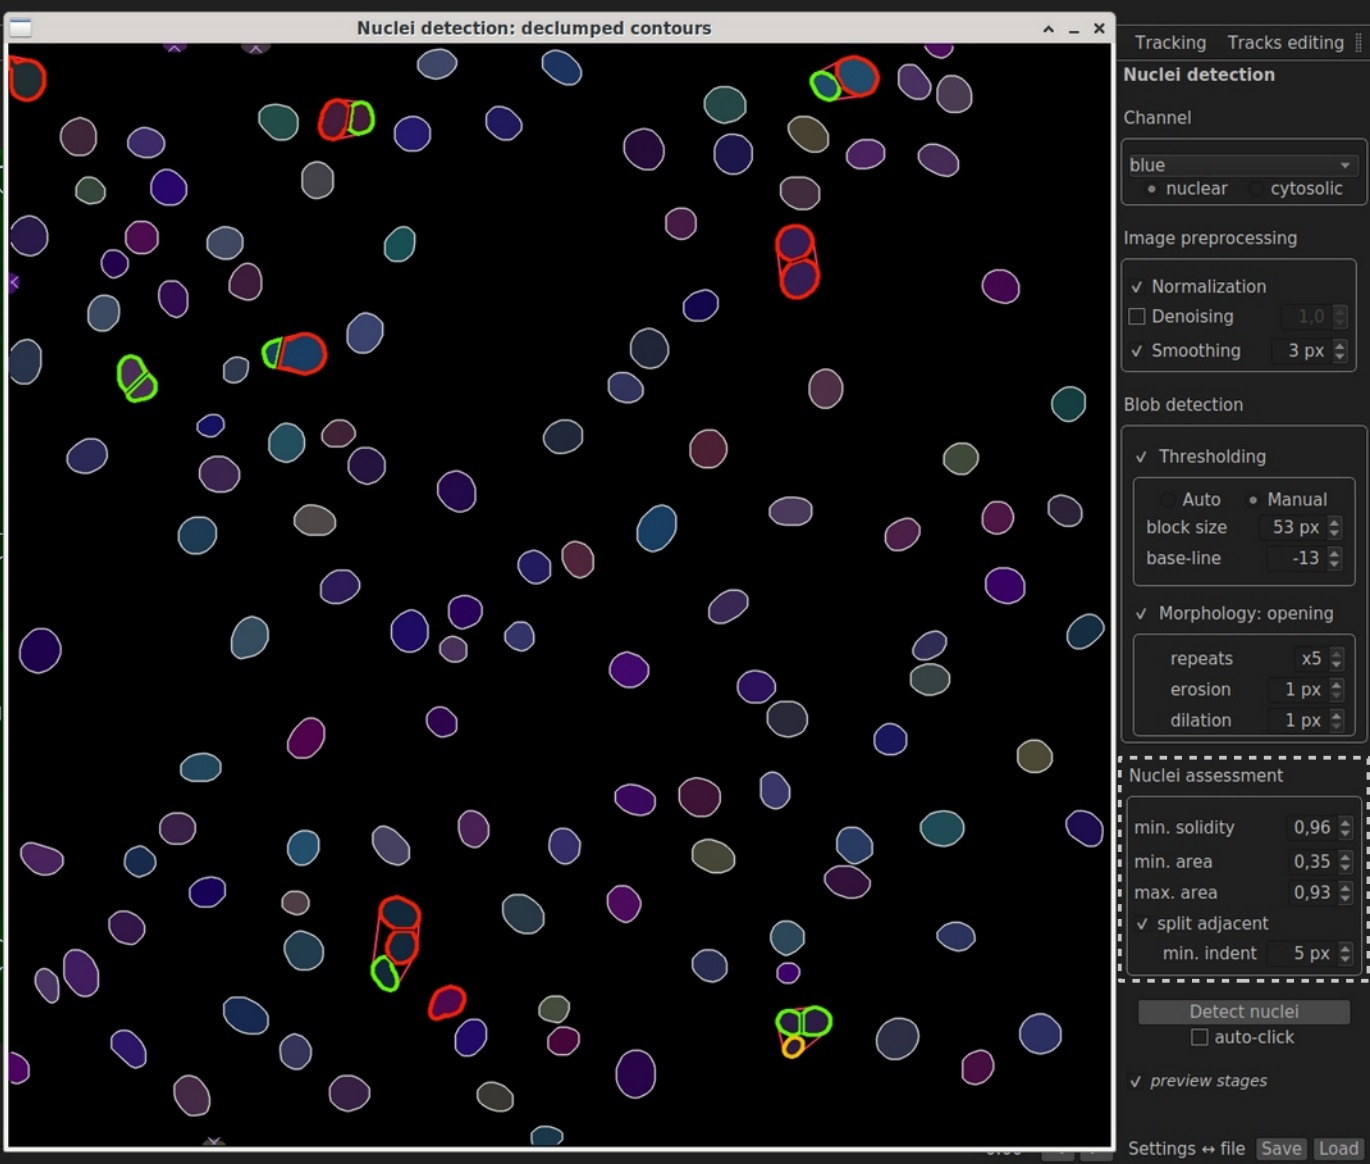 Nuclei detection: declumped contours
Tracking Tracks editing
Nuclei detection
Channel
blue
nuclear cytosolic
Image preprocessing
Normalization
Denoising 1,0
Smoothing 3 px
Blob detection
Thresholding
Auto Manual
block size 53 px
base-line -13
Morphology: opening
repeats x5
erosion 1 px
dilation 1 px
Nuclei assessment
min. solidity 0,96
min. area 0,35
max. area 0,93
split adjacent
min. indent 5 px
Detect nuclei
auto-click
preview stages
Settings ↔ file Save Load